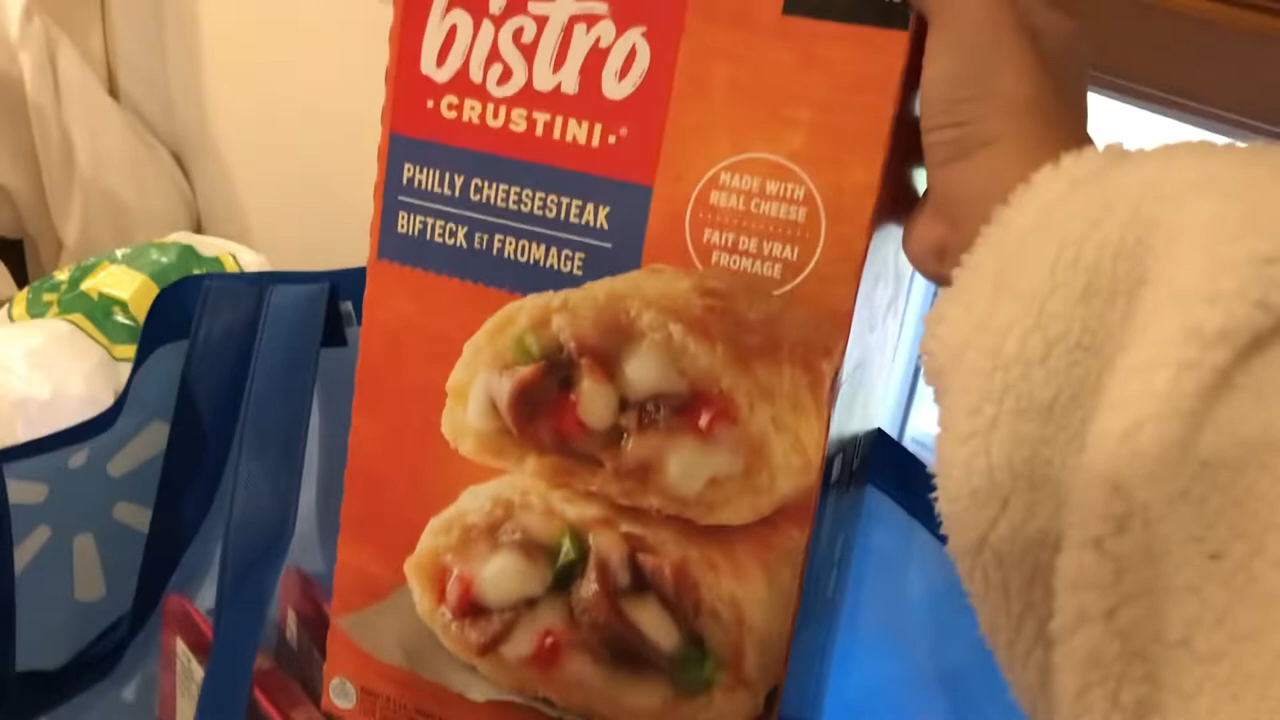 bistro
·CRUSTINI·
PHILLY CHEESESTEAK
BIFTECK ET FROMAGE
MADE WITH
REAL CHEESE
FAIT DE VRAI
FROMAGE